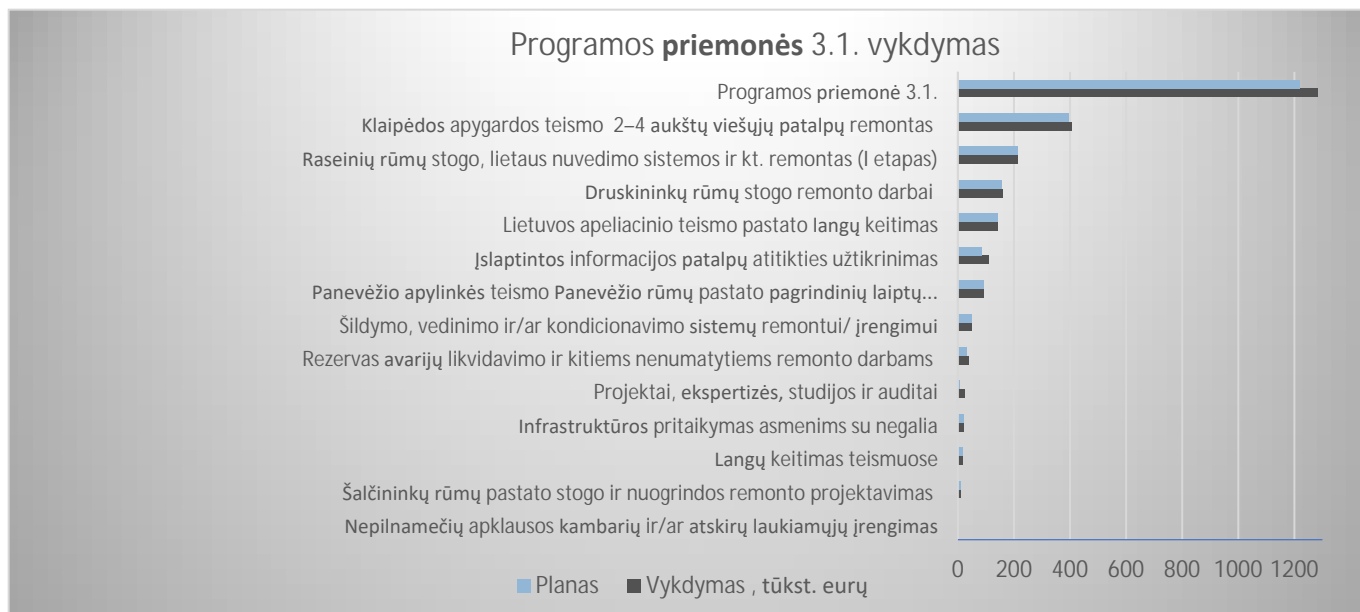 Programos priemonės 3.1. vykdymas
Programos priemonė 3.1.
Klaipėdos apygardos teismo 2–4 aukštų viešųjų patalpų remontas
Raseinių rūmų stogo, lietaus nuvedimo sistemos ir kt. remontas (I etapas)
Druskininkų rūmų stogo remonto darbai
Lietuvos apeliacinio teismo pastato langų keitimas
Įslaptintos informacijos patalpų atitikties užtikrinimas
Panevėžio apylinkės teismo Panevėžio rūmų pastato pagrindinių laiptų...
Šildymo, vedinimo ir/ar kondicionavimo sistemų remontui/ įrengimui
Rezervas avarijų likvidavimo ir kitiems nenumatytiems remonto darbams
Projektai, ekspertizės, studijos ir auditai
Infrastruktūros pritaikymas asmenims su negalia
Langų keitimas teismuose
Šalčininkų rūmų pastato stogo ir nuogrindos remonto projektavimas
Nepilnamečių apklausos kambarių ir/ar atskirų laukiamųjų įrengimas
0 200 400 600 800 1000 1200
Planas Vykdymas , tūkst. eurų